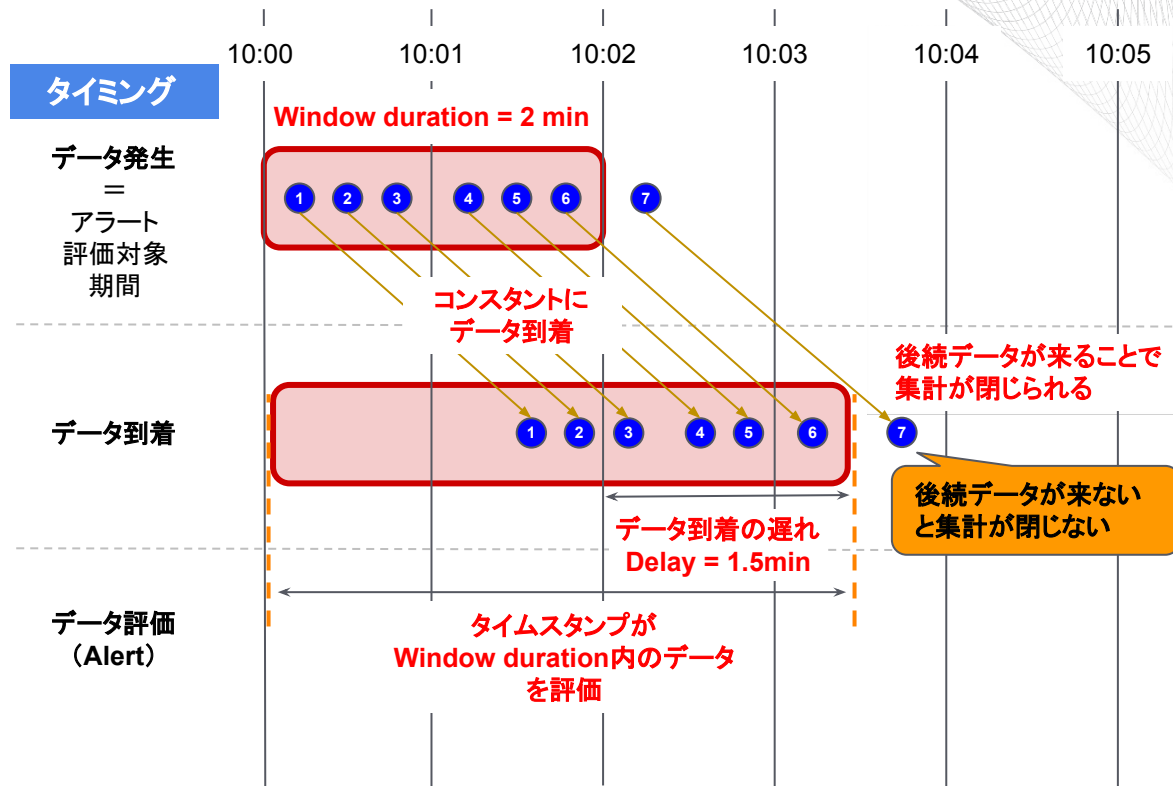 10:00
10:01
10:02
10:03
10:04
10:05
タイミング
Window duration = 2 min
データ発生
＝
アラート
評価対象
期間
1
2
3
4
5
6
7
コンスタントに
データ到着
後続データが来ることで
集計が閉じられる
データ到着
1
2
3
4
5
6
7
後続データが来ない
と集計が閉じない
データ到着の遅れ
Delay = 1.5min
データ評価
（Alert）
タイムスタンプが
Window duration内のデータ
を評価